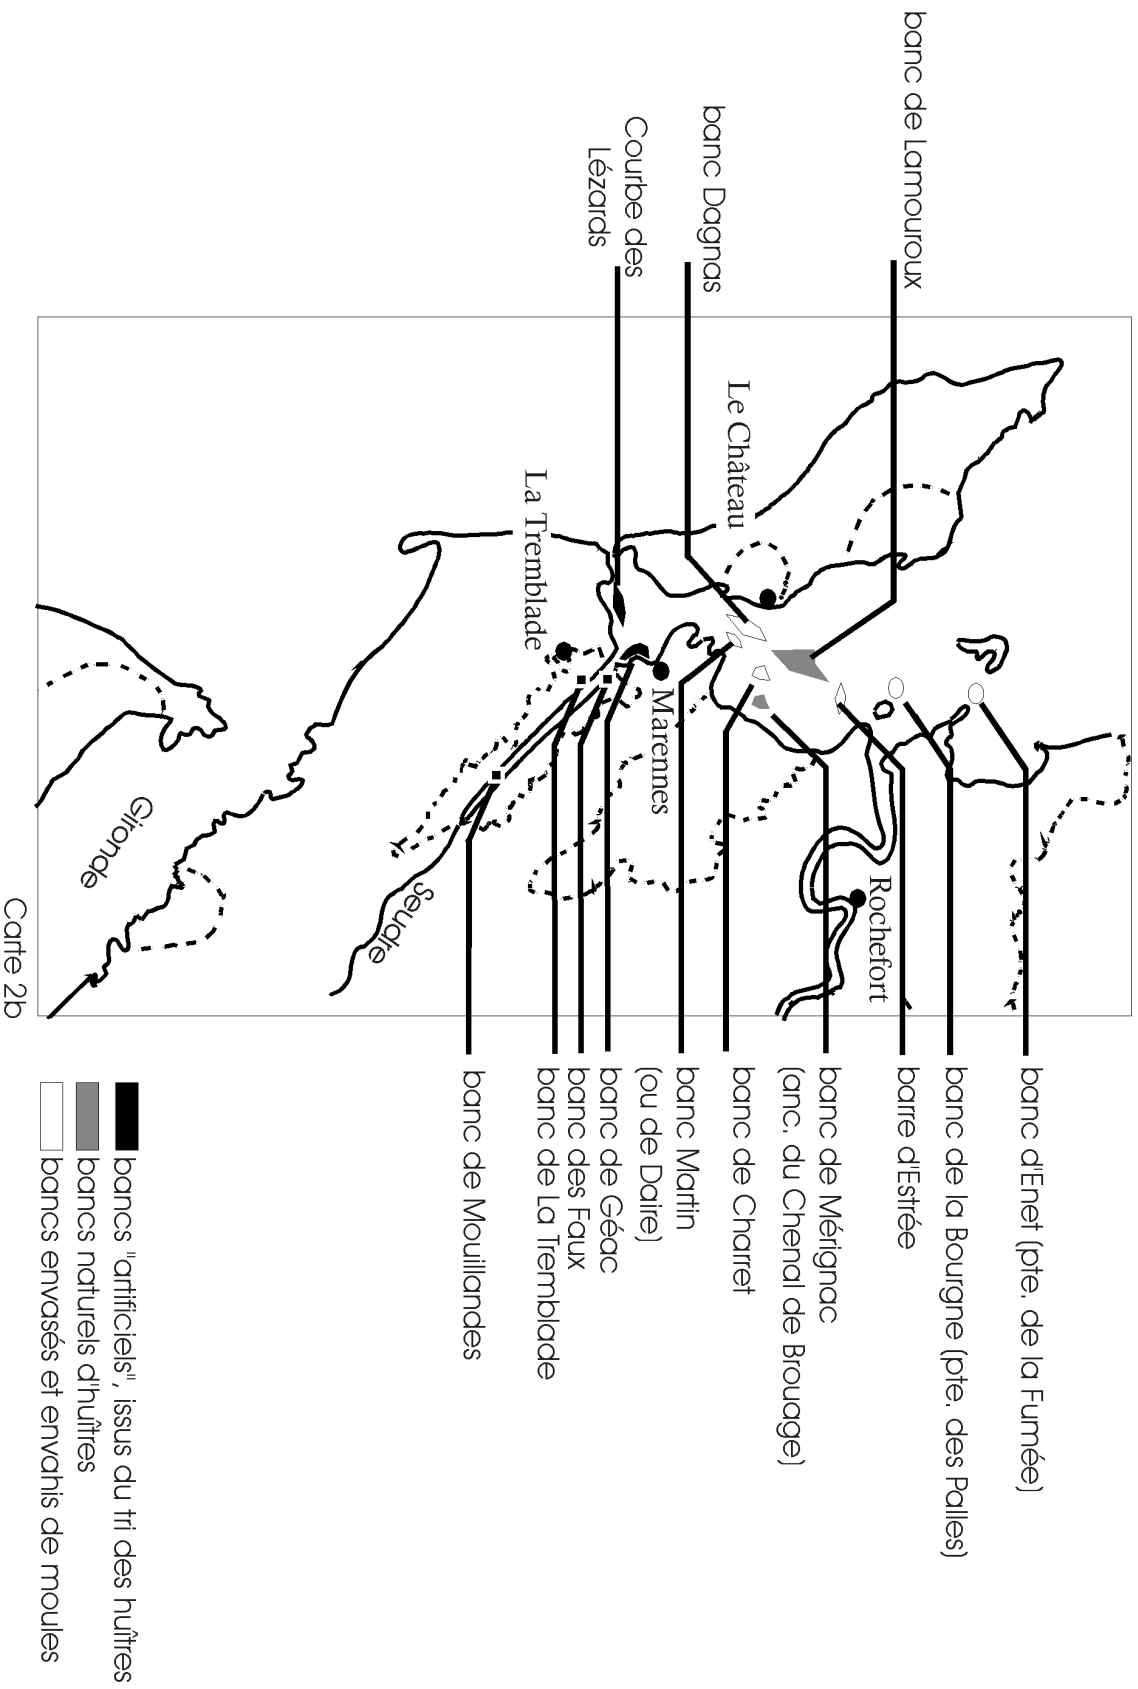 banc de Lamouroux
banc Dagnas
Courbe des
Lézards
banc d'Enet (pte. de la Fumée)
banc de la Bourgne (pte. des Palles)
barre d'Estrée
banc de Mérignac
(anc. du Chenal de Brouage)
banc de Charret
banc Martin
(ou de Daire)
banc de Géac
banc des Faux
banc de La Tremblade
banc de Mouillandes
Le Château
La Tremblade
Marennes
Rochefort
Seudre
Gironde
Carte 2b
bancs "artificiels", issus du tri des huîtres
bancs naturels d'huîtres
bancs envasés et envahis de moules